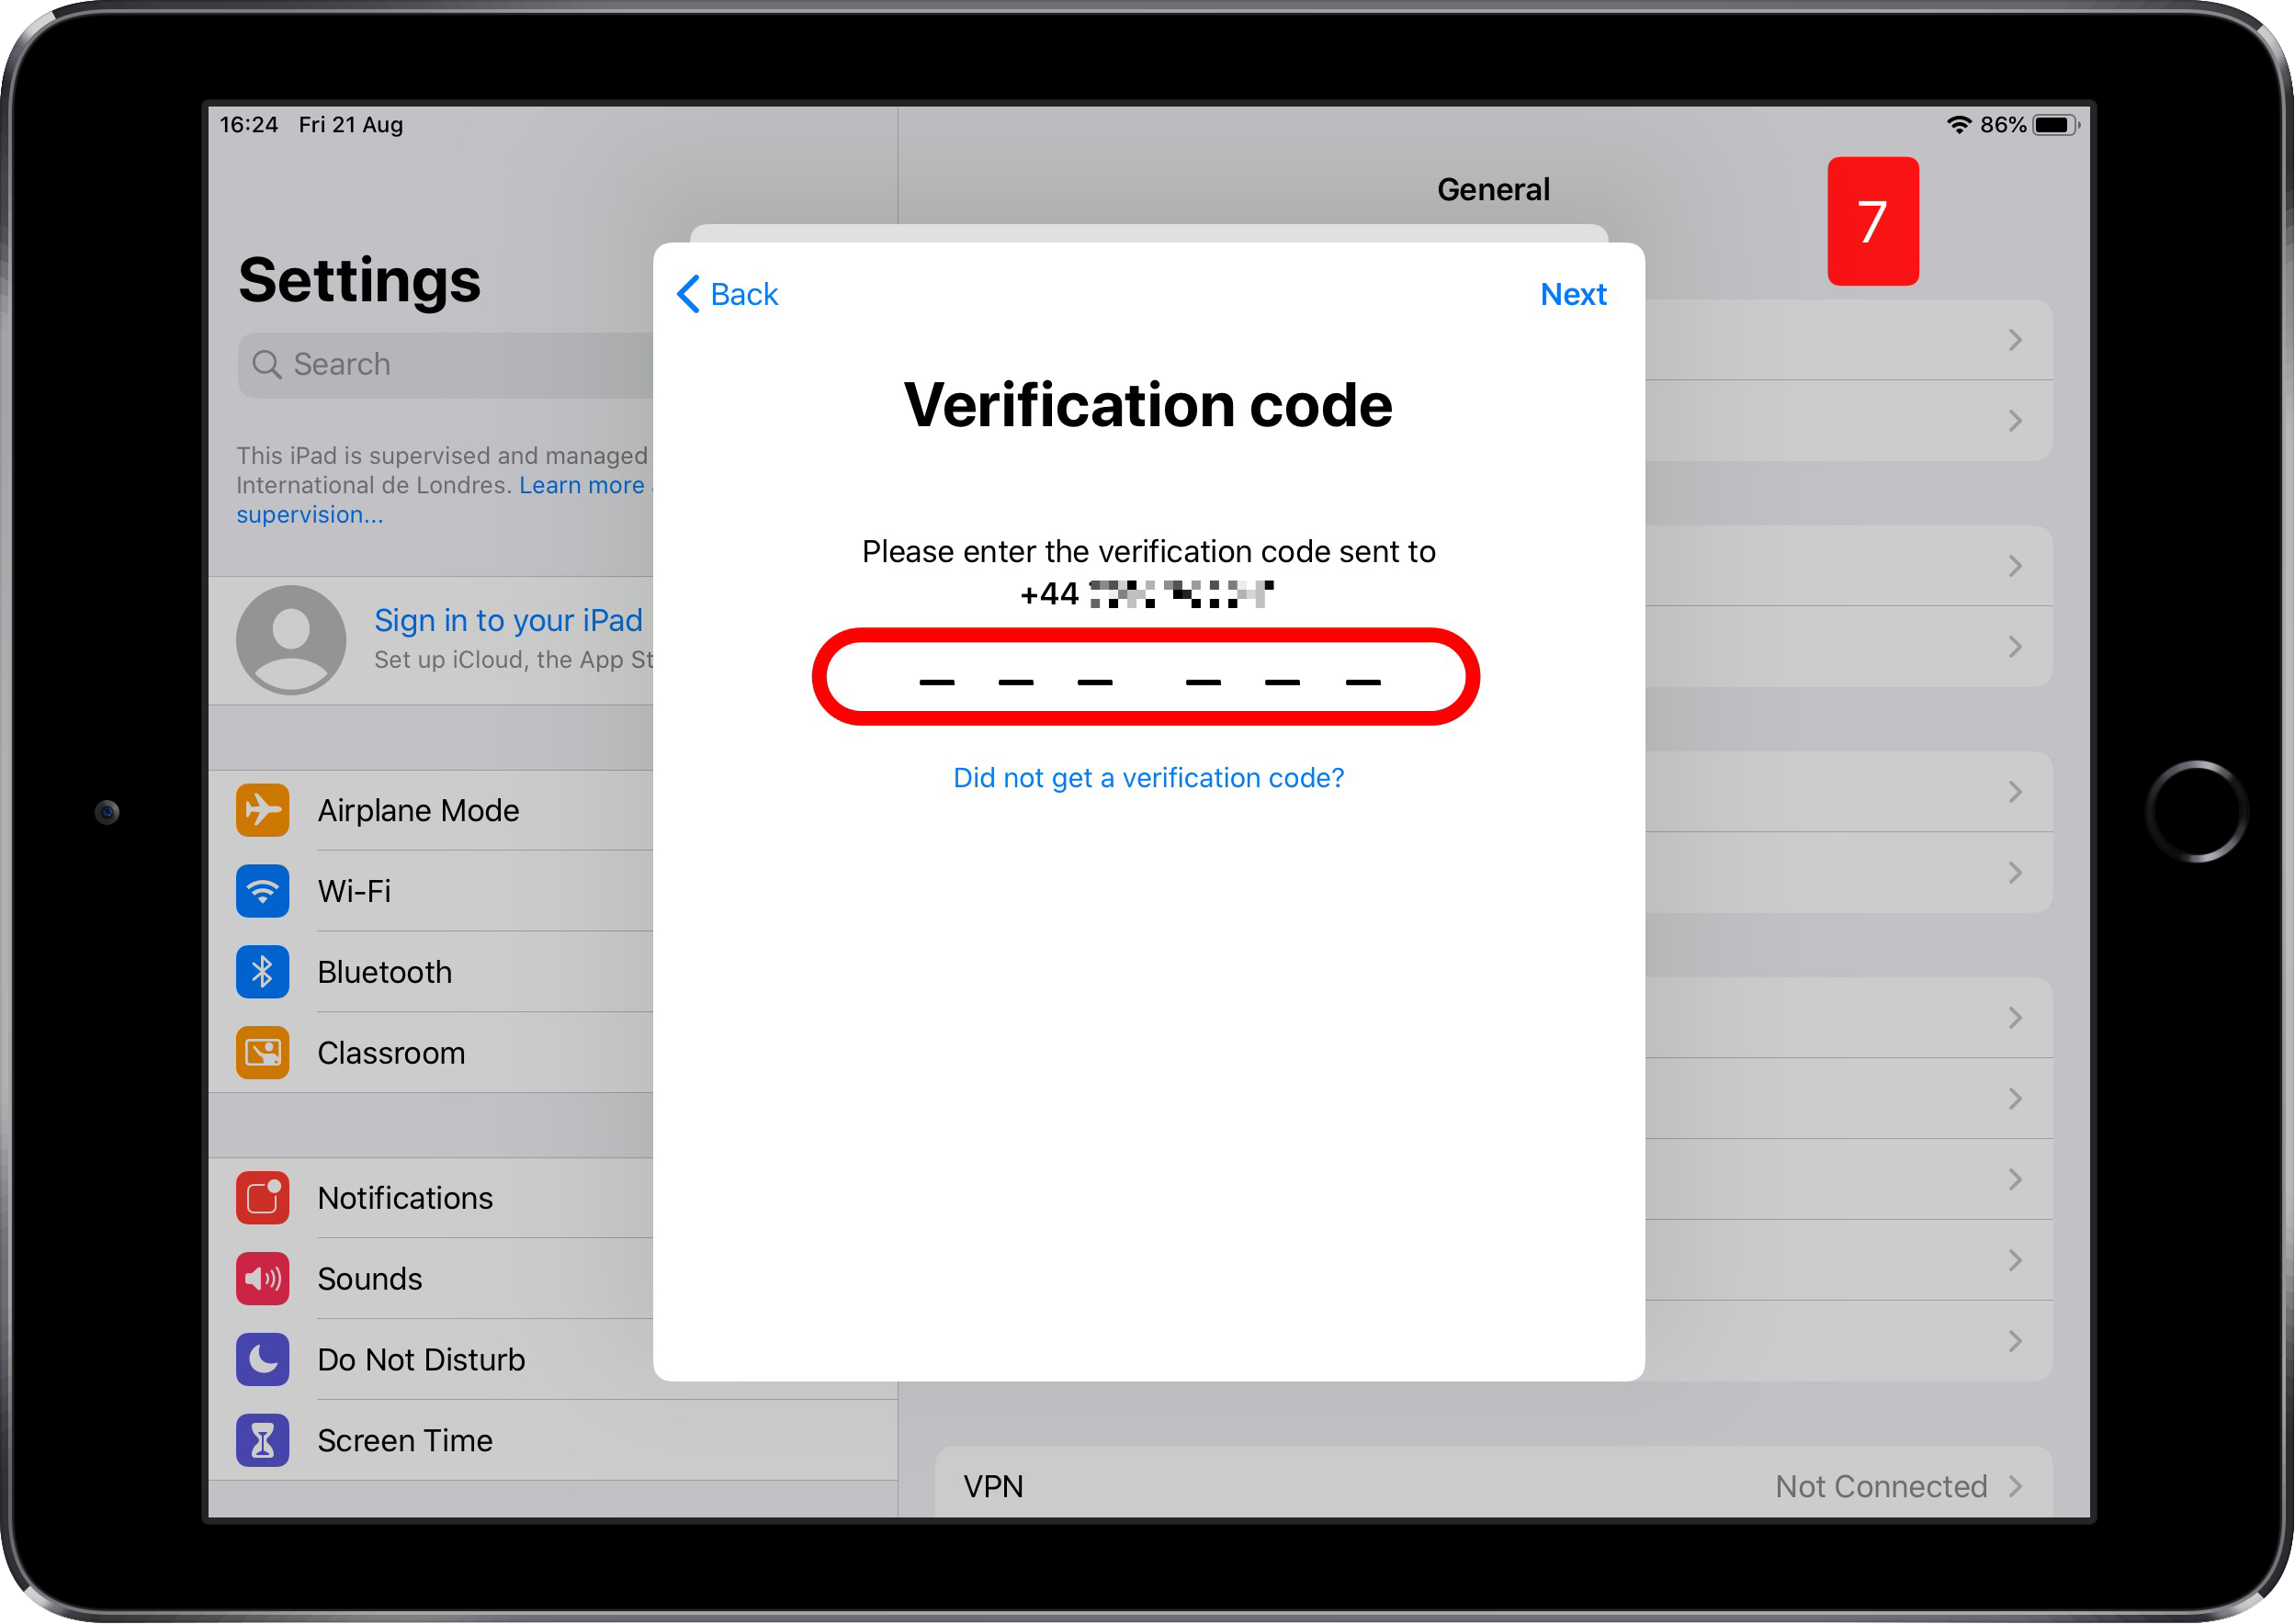 16:24 Fri 21 Aug
86%
General
7
Settings
Search
This iPad is supervised and managed
International de Londres. Learn more
supervision...
Sign in to your iPad
Set up iCloud, the App St
Airplane Mode
Wi-Fi
Bluetooth
Classroom
Notifications
Sounds
Do Not Disturb
Screen Time
Back
Next
Verification code
Please enter the verification code sent to
+44
Did not get a verification code?
VPN
Not Connected